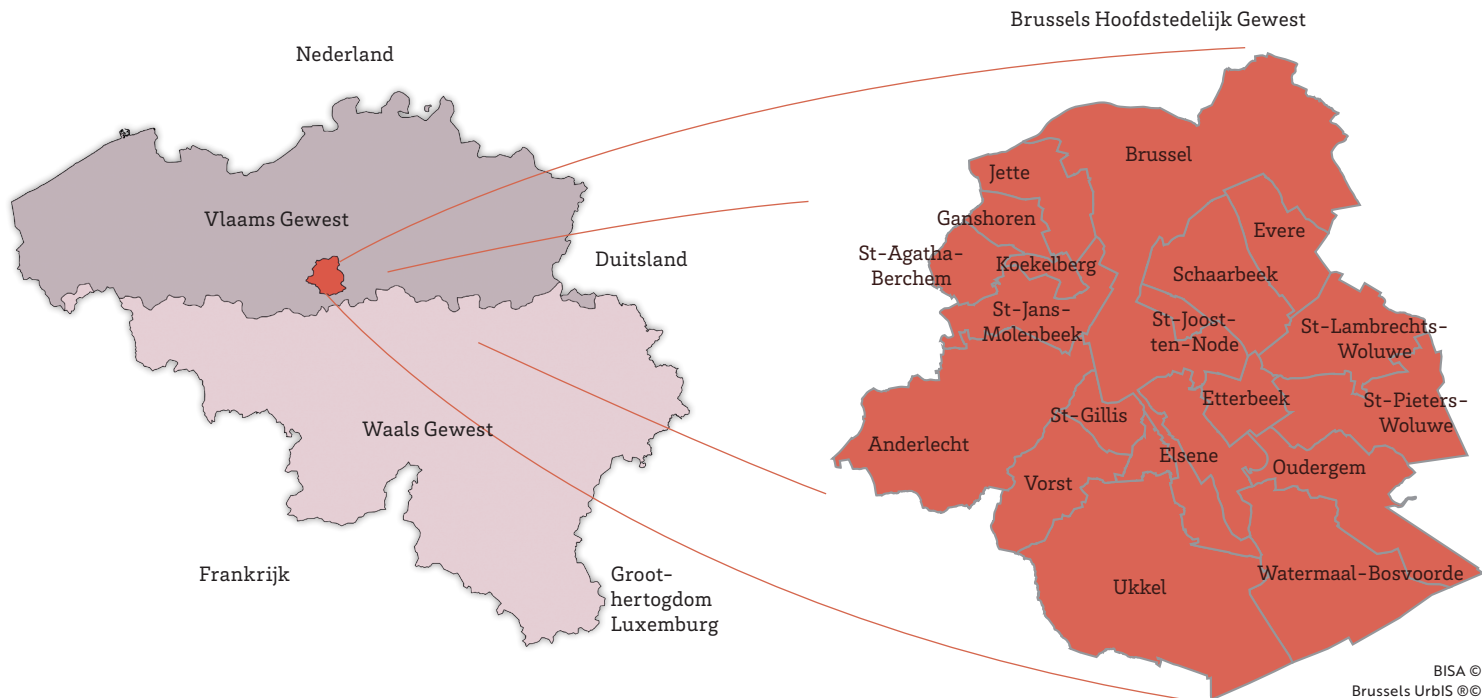 Brussels Hoofdstedelijk Gewest
Nederland
Vlaams Gewest
Duitsland
Waals Gewest
Frankrijk
Groot-
hertogdom
Luxemburg
Brussel
Jette
Ganshoren
Evere
St-Agatha-
Berchem
Koekelberg
Schaarbeek
St-Jans-
Molenbeek
St-Joost-
ten-Node
St-Lambrechts-
Woluwe
Etterbeek
St-Pieters-
Woluwe
St-Gillis
Anderlecht
Elsene
Oudergem
Vorst
Ukkel
Watermaal-Bosvoorde
BISA ©
Brussels UrbIS ®©